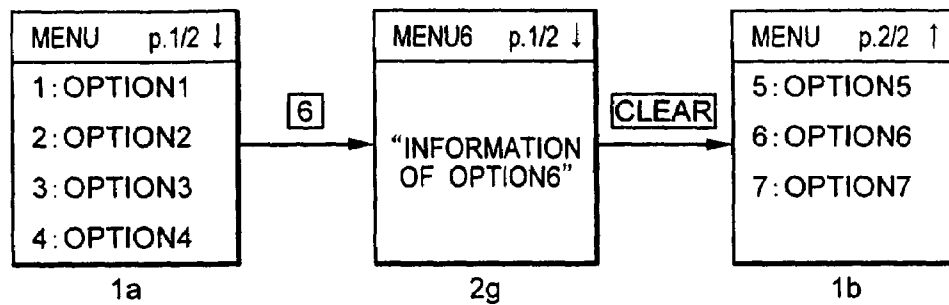 MENU p.1/2 ↓
1:OPTION1
2:OPTION2
3:OPTION3
4:OPTION4
1a
6
MENU6 p.1/2 ↓
“INFORMATION
OF OPTION6”
2g
CLEAR
MENU p.2/2 ↑
5:OPTION5
6:OPTION6
7:OPTION7
1b